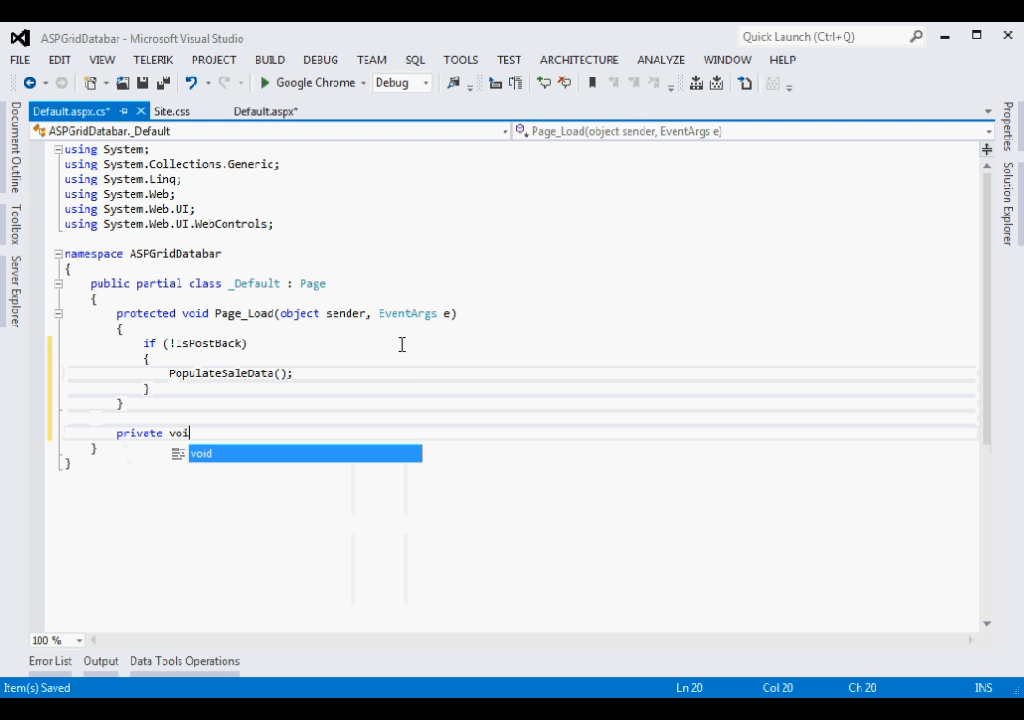 ASPGridDatabar - Microsoft Visual Studio
Quick Launch (Ctrl+Q)
FILE EDIT VIEW TELERIK PROJECT BUILD DEBUG TEAM SQL TOOLS TEST ARCHITECTURE ANALYZE WINDOW HELP
Google Chrome Debug
Default.aspx.cs* Site.css Default.aspx*
ASPGridDatabar._Default Page_Load(object sender, EventArgs e)
Document Outline
Toolbox
Server Explorer
Properties
Solution Explorer
using System;
using System.Collections.Generic;
using System.Linq;
using System.Web;
using System.Web.UI;
using System.Web.UI.WebControls;
namespace ASPGridDatabar
{
public partial class _Default : Page
{
protected void Page_Load(object sender, EventArgs e)
{
if (!IsPostBack)
{
PopulateSaleData();
}
}
private voi
void
}
}
100 %
Error List Output Data Tools Operations
Item(s) Saved Ln 20 Col 20 Ch 20 INS